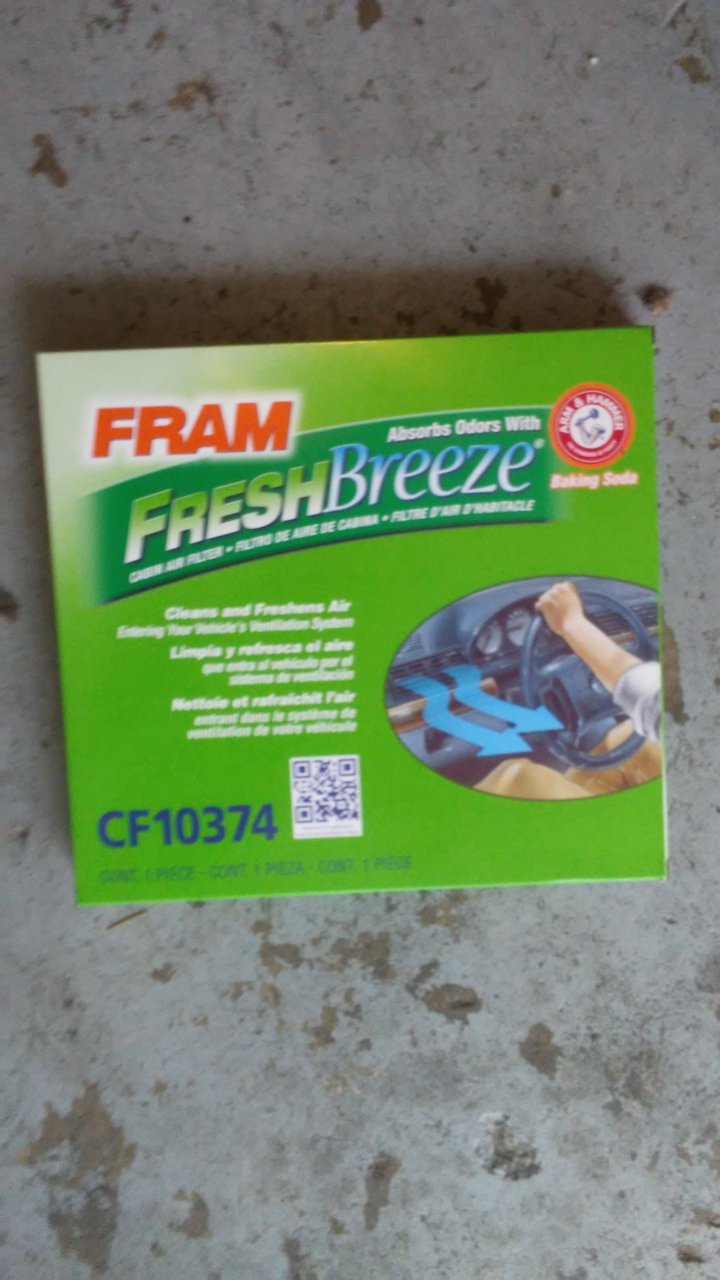 FRAM
Absorbs Odors With
ARM & HAMMER
Baking Soda
FRESHBreeze®
CABIN AIR FILTER • FILTRO DE AIRE DE CABINA • FILTRE D'AIR D'HABITACLE
Cleans and Freshens Air
Entering Your Vehicle's Ventilation System
Limpia y refresca el aire
que entra al vehículo por el
sistema de ventilación
Nettoie et rafraîchit l'air
entrant dans le système de
ventilation de votre véhicule
CF10374
CONT. 1 PIECE - CONT. 1 PIEZA - CONT. 1 PIÈCE